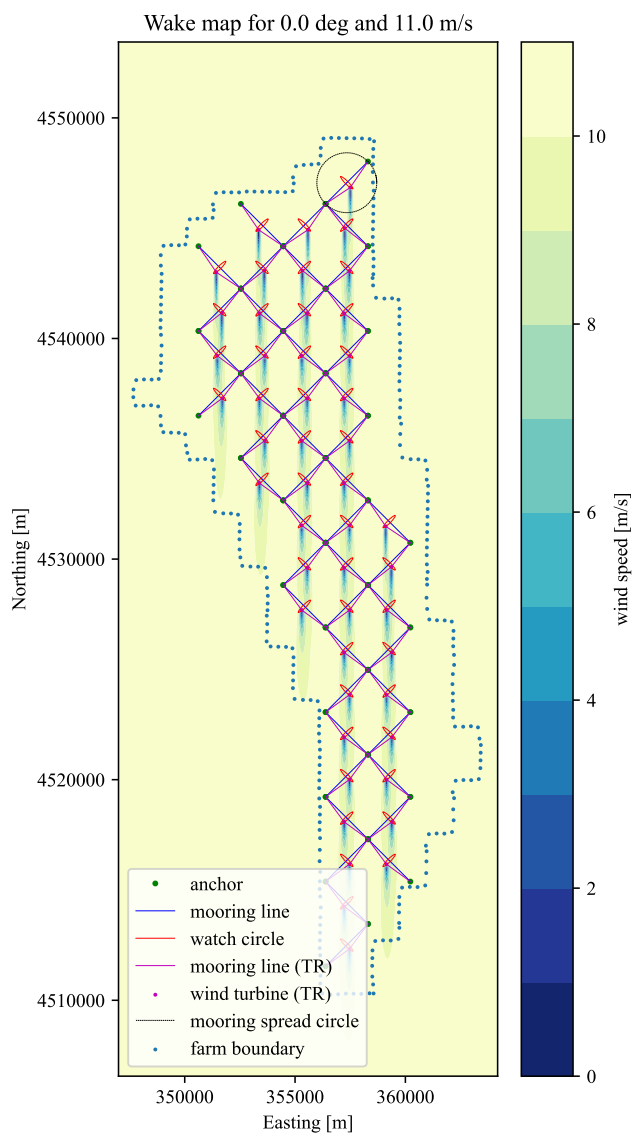 Wake map for 0.0 deg and 11.0 m/s
4550000
4540000
4530000
4520000
4510000
Northing [m]
350000
355000
360000
Easting [m]
anchor
mooring line
watch circle
mooring line (TR)
wind turbine (TR)
mooring spread circle
farm boundary
10
8
6
4
2
0
wind speed [m/s]